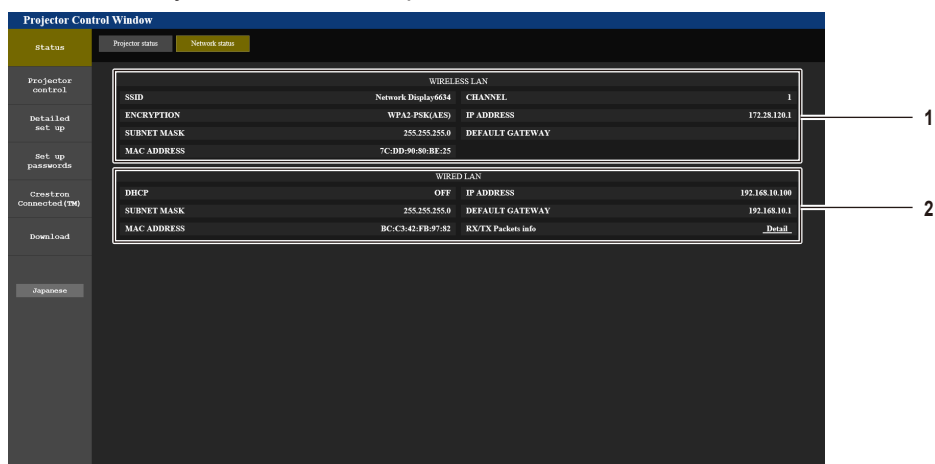 Projector Control Window
Status
Projector status
Network status
Projector
control
Detailed
set up
Set up
passwords
Crestron
Connected(TM)
Download
Japanese
WIRELESS LAN
SSID Network Display6634 CHANNEL 1
ENCRYPTION WPA2-PSK(AES) IP ADDRESS 172.28.120.1
SUBNET MASK 255.255.255.0 DEFAULT GATEWAY
MAC ADDRESS 7C:DD:90:80:BE:25
1
WIRED LAN
DHCP OFF IP ADDRESS 192.168.10.100
SUBNET MASK 255.255.255.0 DEFAULT GATEWAY 192.168.10.1
MAC ADDRESS BC:C3:42:FB:97:82 RX/TX Packets info Detail
2